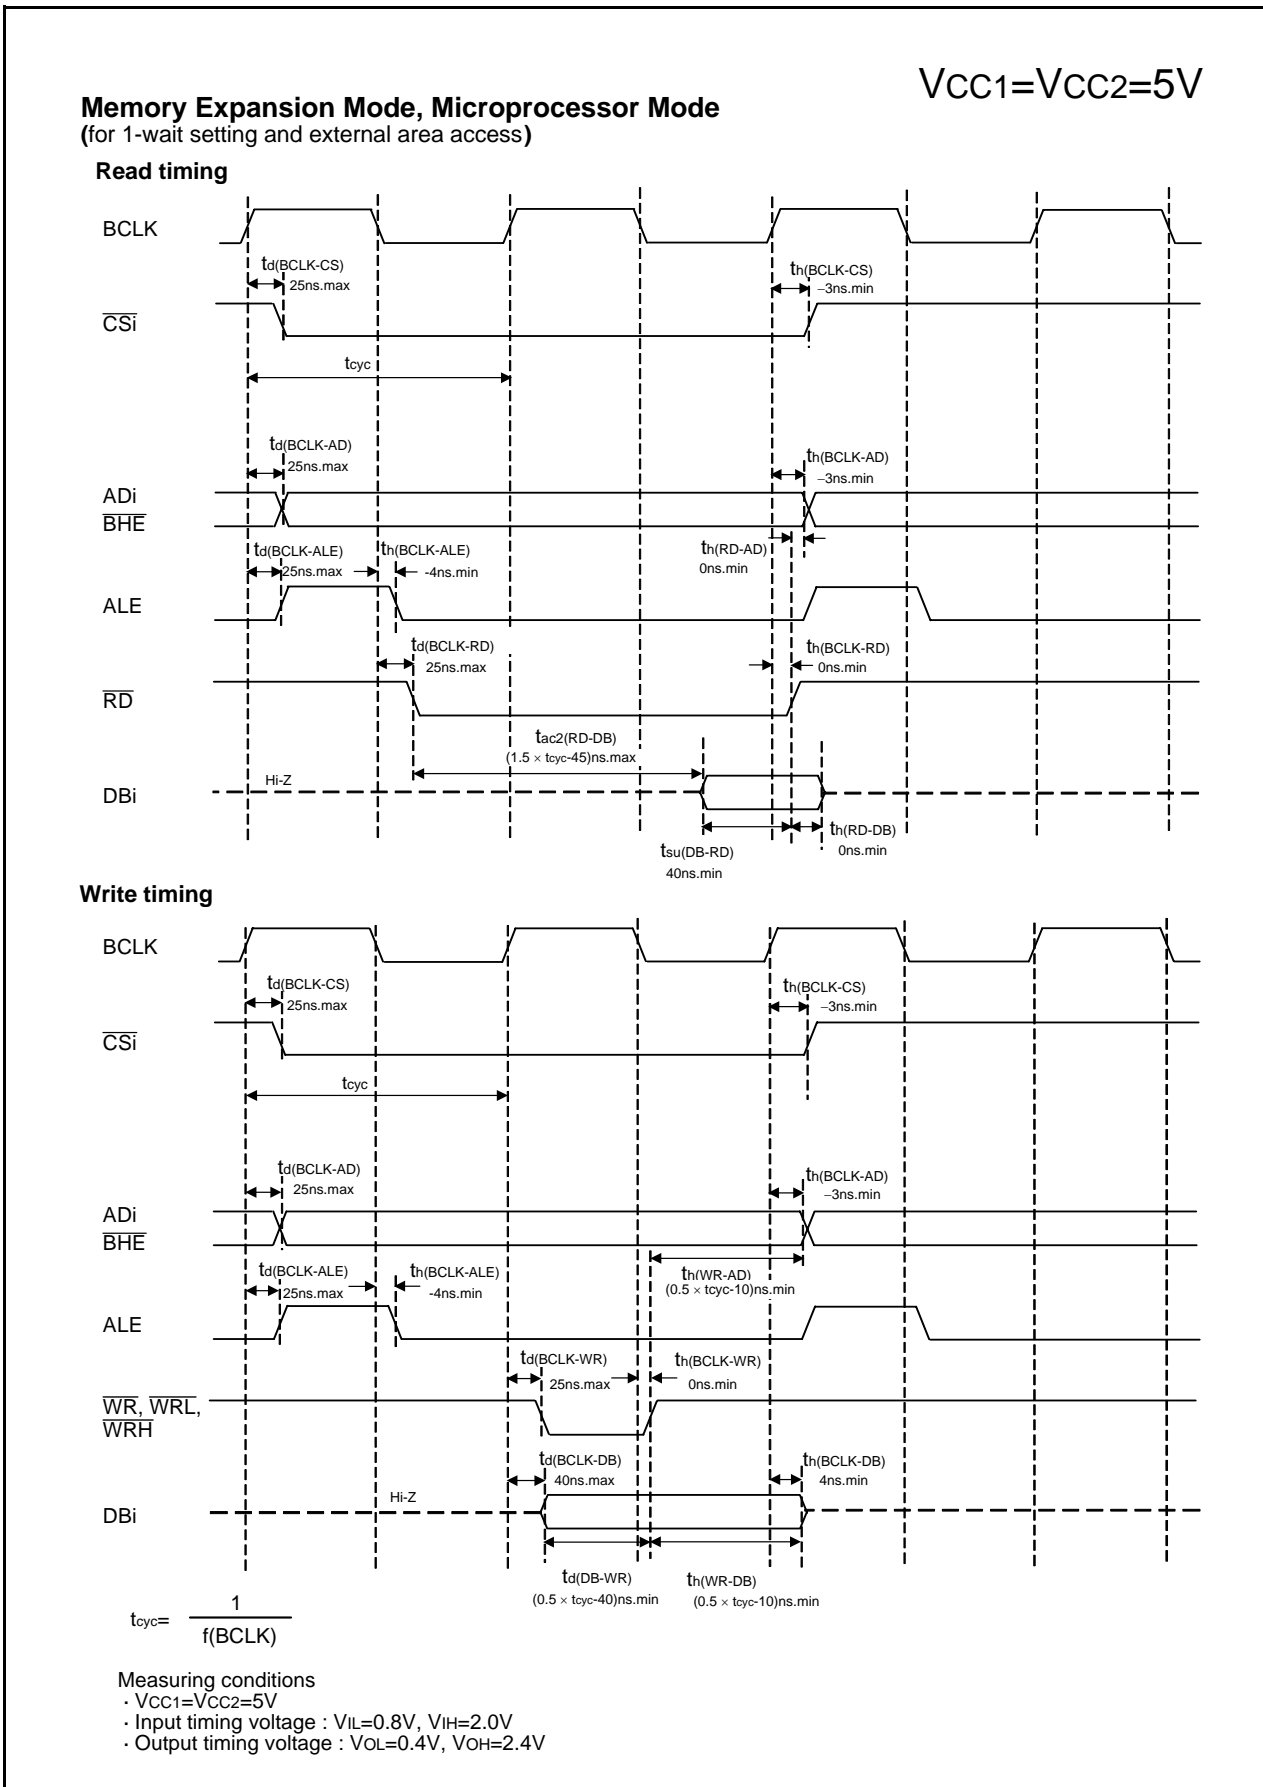 VCC1=VCC2=5V
Memory Expansion Mode, Microprocessor Mode
(for 1-wait setting and external area access)
Read timing
BCLK
td(BCLK-CS)
25ns.max
th(BCLK-CS)
−3ns.min
CSi
tcyc
td(BCLK-AD)
25ns.max
th(BCLK-AD)
−3ns.min
ADi
BHE
td(BCLK-ALE)
25ns.max
th(BCLK-ALE)
-4ns.min
th(RD-AD)
0ns.min
ALE
td(BCLK-RD)
25ns.max
th(BCLK-RD)
0ns.min
RD
tac2(RD-DB)
(1.5 × tcyc-45)ns.max
Hi-Z
DBi
tsu(DB-RD)
40ns.min
th(RD-DB)
0ns.min
Write timing
BCLK
td(BCLK-CS)
25ns.max
th(BCLK-CS)
−3ns.min
CSi
tcyc
td(BCLK-AD)
25ns.max
th(BCLK-AD)
−3ns.min
ADi
BHE
td(BCLK-ALE)
25ns.max
th(BCLK-ALE)
-4ns.min
th(WR-AD)
(0.5 × tcyc-10)ns.min
ALE
td(BCLK-WR)
25ns.max
th(BCLK-WR)
0ns.min
WR, WRL,
WRH
td(BCLK-DB)
40ns.max
th(BCLK-DB)
4ns.min
Hi-Z
DBi
td(DB-WR)
(0.5 × tcyc-40)ns.min
th(WR-DB)
(0.5 × tcyc-10)ns.min
tcyc= 1
f(BCLK)
Measuring conditions
· VCC1=VCC2=5V
· Input timing voltage : VIL=0.8V, VIH=2.0V
· Output timing voltage : VOL=0.4V, VOH=2.4V